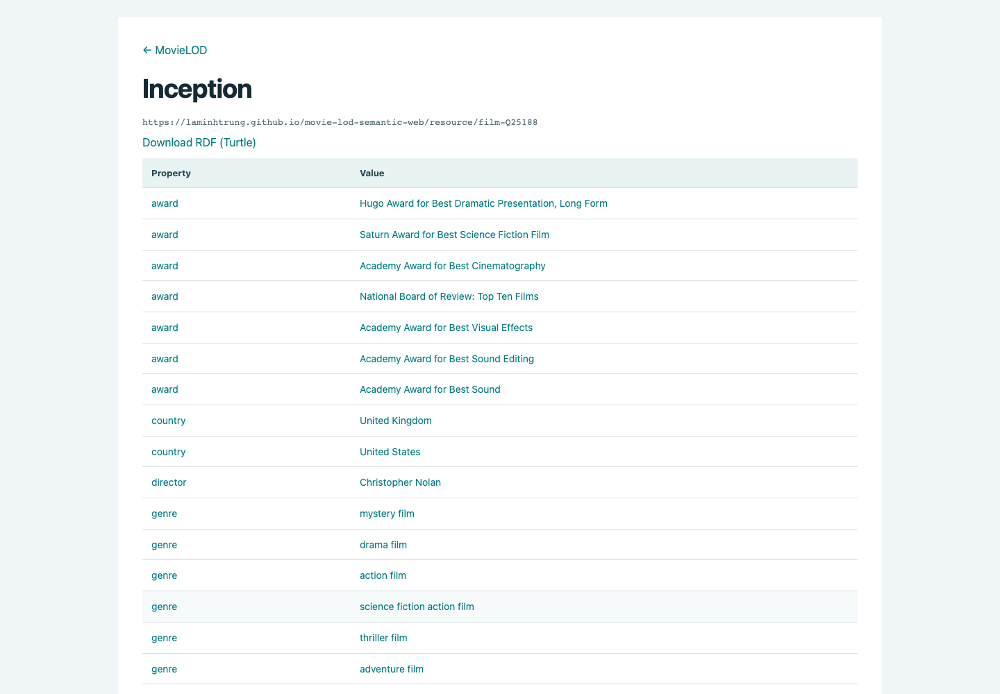 ← MovieLOD
Inception
https://laminhtrung.github.io/movie-lod-semantic-web/resource/film-Q25188
Download RDF (Turtle)
Property Value
award Hugo Award for Best Dramatic Presentation, Long Form
award Saturn Award for Best Science Fiction Film
award Academy Award for Best Cinematography
award National Board of Review: Top Ten Films
award Academy Award for Best Visual Effects
award Academy Award for Best Sound Editing
award Academy Award for Best Sound
country United Kingdom
country United States
director Christopher Nolan
genre mystery film
genre drama film
genre action film
genre science fiction action film
genre thriller film
genre adventure film